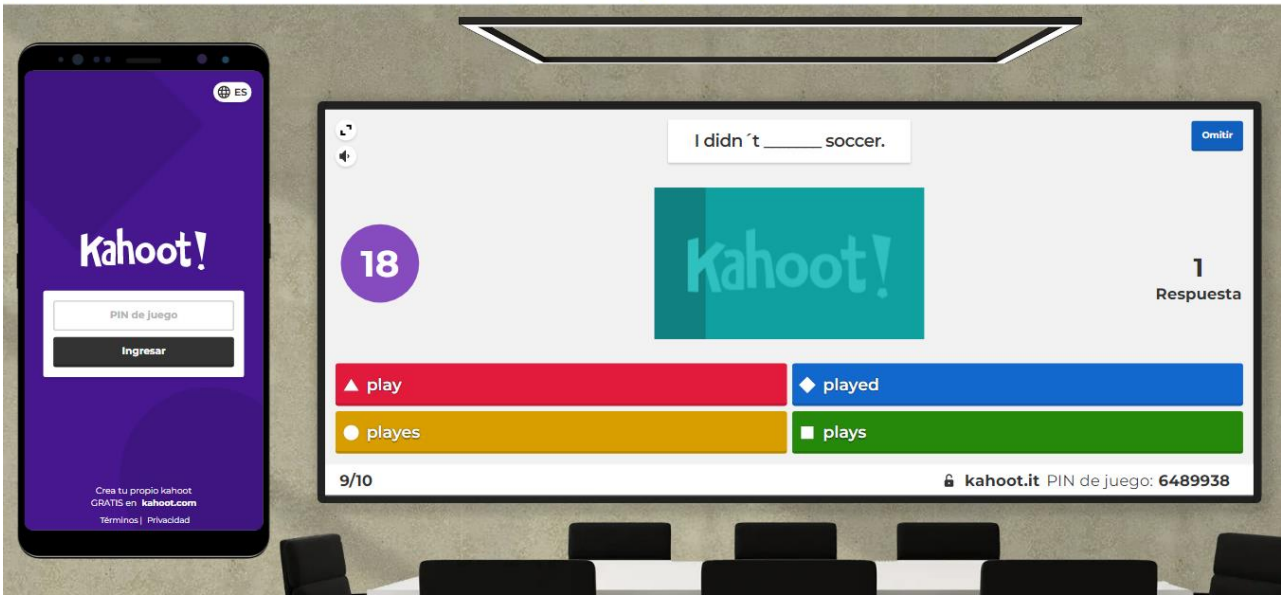 ES
Kahoot!
PIN de juego
Ingresar
Crea tu propio kahoot
GRATIS en kahoot.com
Términos | Privacidad
I didn´t ______ soccer.
Omitir
18
Kahoot!
1
Respuesta
play
played
playes
plays
9/10
kahoot.it PIN de juego: 6489938